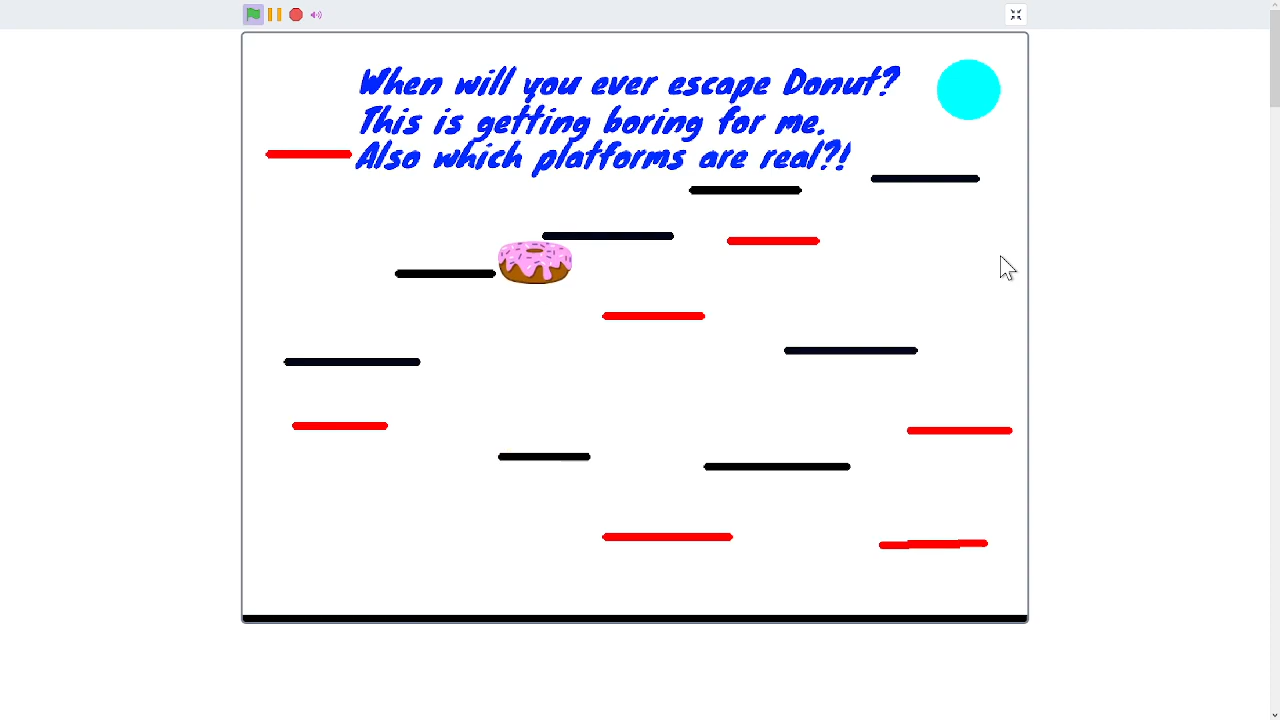 When will you ever escape Donut?
This is getting boring for me.
Also which platforms are real?!